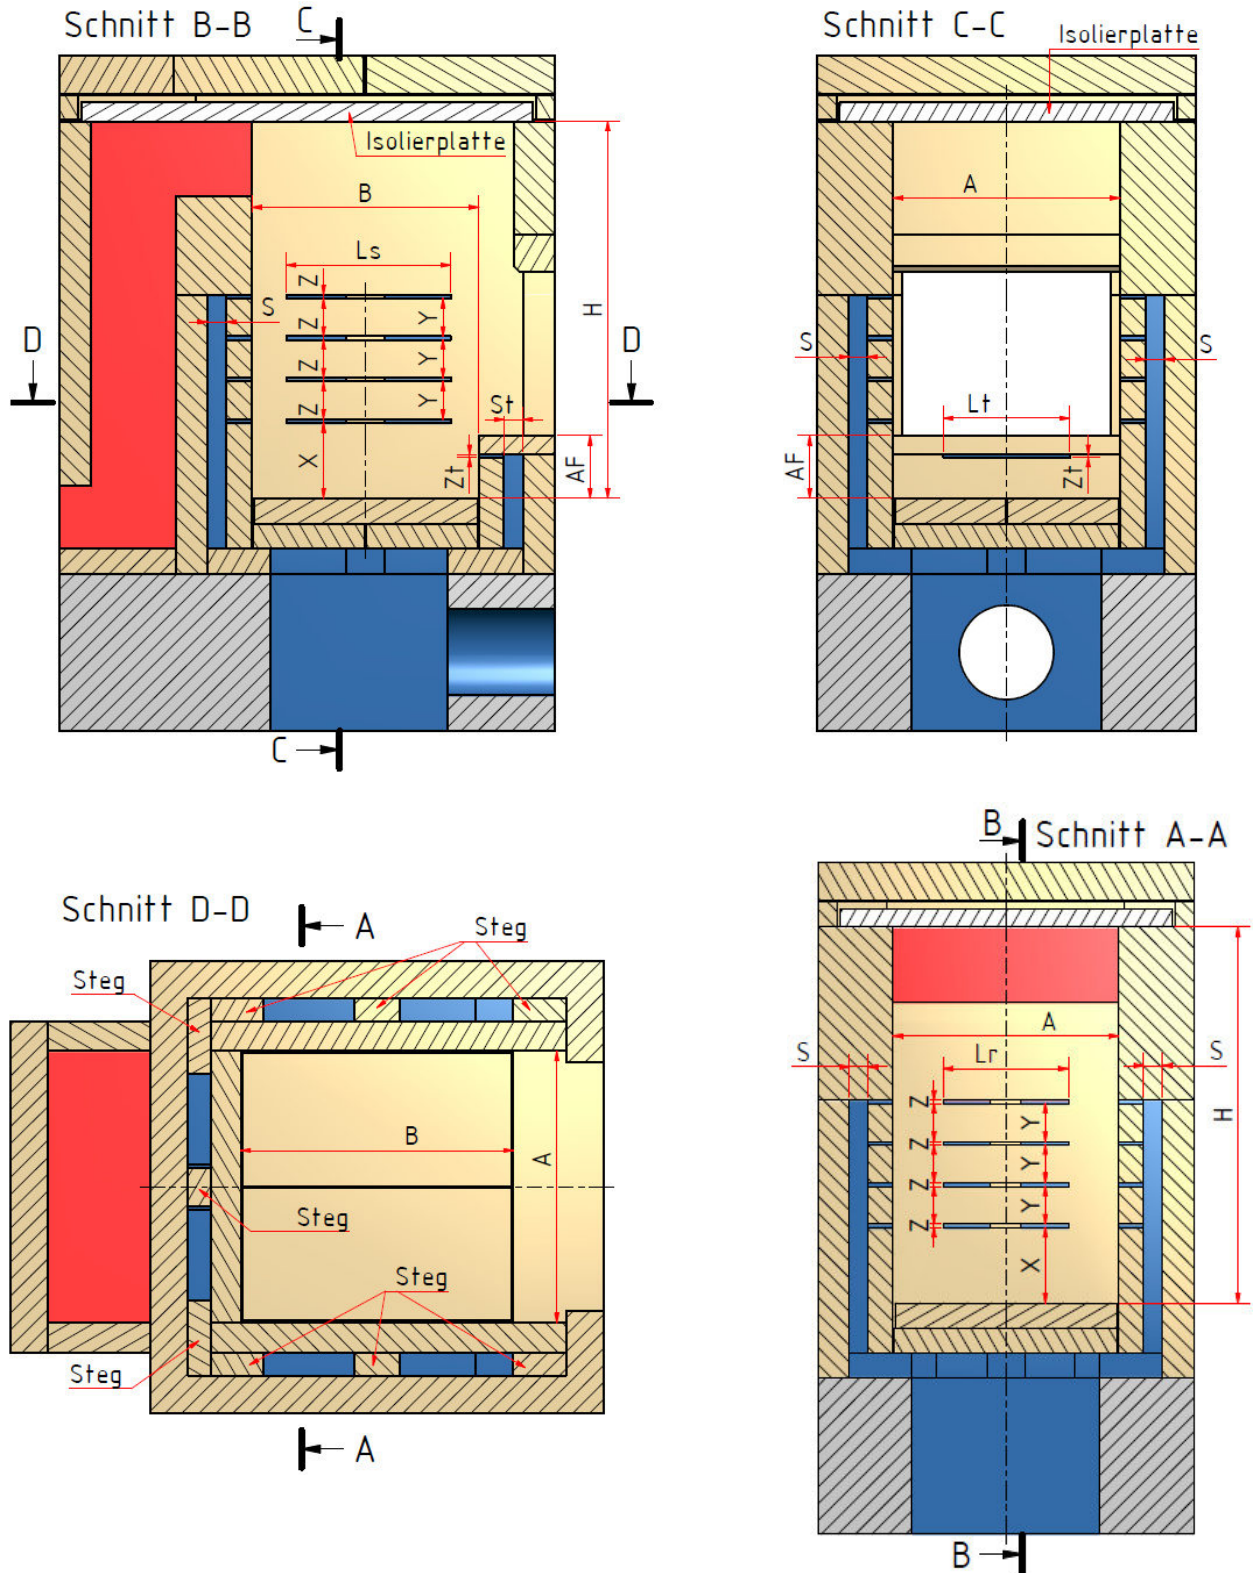 Schnitt B-B
C
Isolierplatte
B
Ls
Z
S
Z
Y
H
D
D
Z
Y
Z
Y
St
X
Zt
AF
C
Schnitt C-C
Isolierplatte
A
S
S
Lt
AF
Zt
Schnitt D-D
A
Steg
Steg
B
A
Steg
Steg
Steg
A
B
Schnitt A-A
A
S
Lr
S
Z
Y
H
Z
Y
Z
Y
Z
X
B